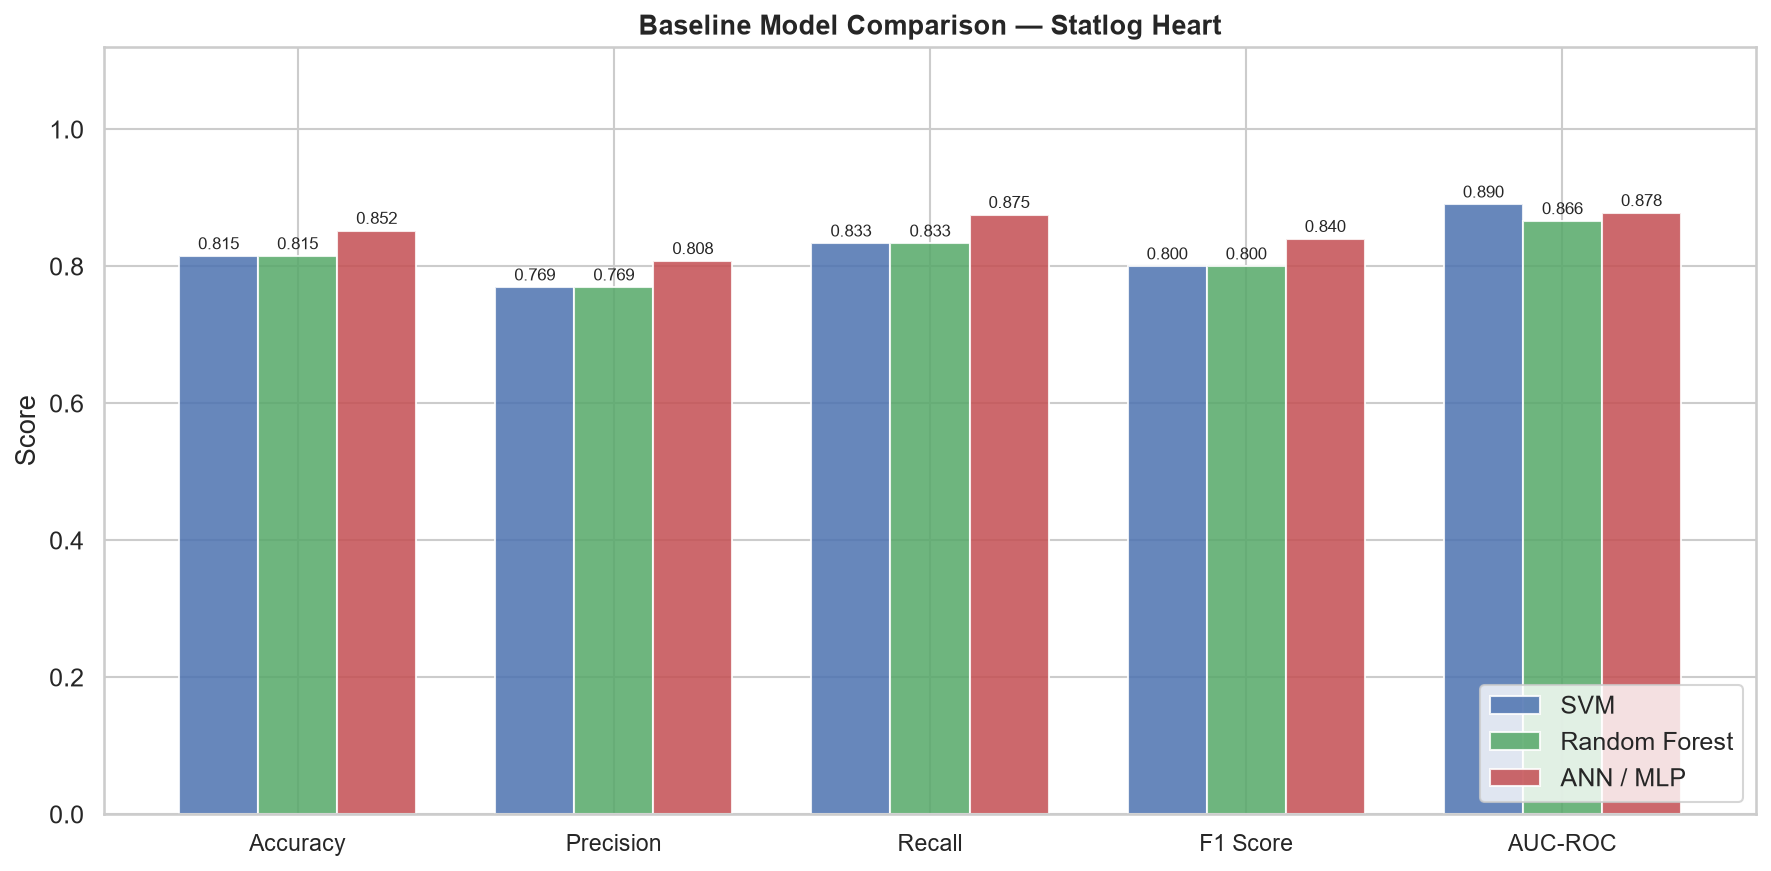 Baseline Model Comparison — Statlog Heart
Score
1.0
0.8
0.6
0.4
0.2
0.0
0.815
0.815
0.852
0.769
0.769
0.808
0.833
0.833
0.875
0.800
0.800
0.840
0.890
0.866
0.878
SVM
Random Forest
ANN / MLP
Accuracy
Precision
Recall
F1 Score
AUC-ROC